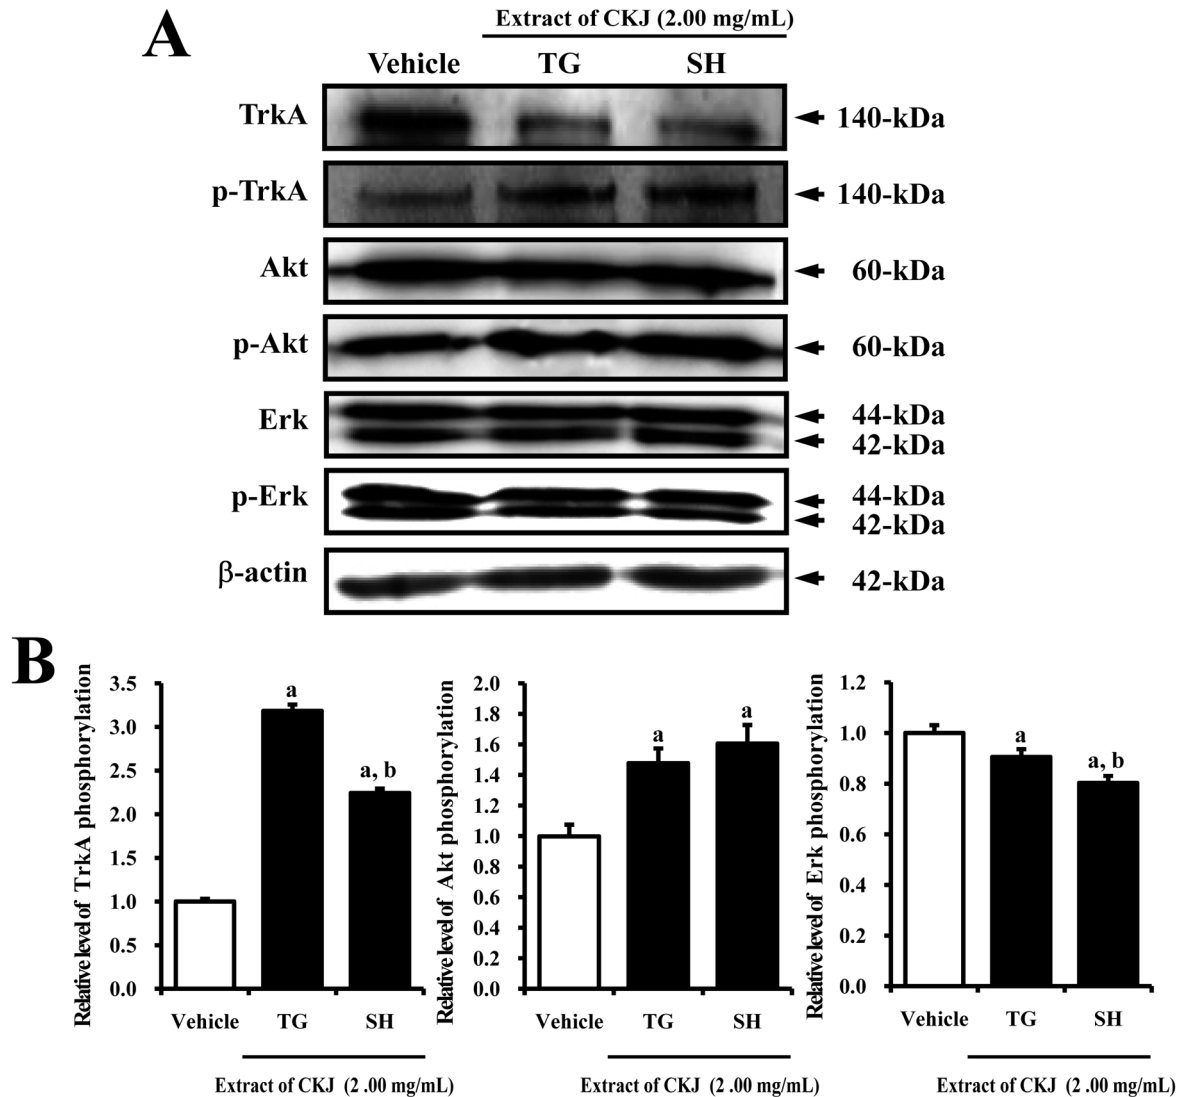 A
Extract of CKJ (2.00 mg/mL)
Vehicle TG SH
TrkA 140-kDa
p-TrkA 140-kDa
Akt 60-kDa
p-Akt 60-kDa
Erk 44-kDa
42-kDa
p-Erk 44-kDa
42-kDa
β-actin 42-kDa
B
Relative level of TrkA phosphorylation
3.5
3.0
2.5
2.0
1.5
1.0
0.5
0.0
a
a, b
Vehicle TG SH
Extract of CKJ (2 .00 mg/mL)
Relative level of Akt phosphorylation
2.0
1.8
1.6
1.4
1.2
1.0
0.8
0.6
0.4
0.2
0.0
a
a
Vehicle TG SH
Extract of CKJ (2 .00 mg/mL)
Relative level of Erk phosphorylation
1.2
1.0
0.8
0.6
0.4
0.2
0.0
a
a, b
Vehicle TG SH
Extract of CKJ (2 .00 mg/mL)